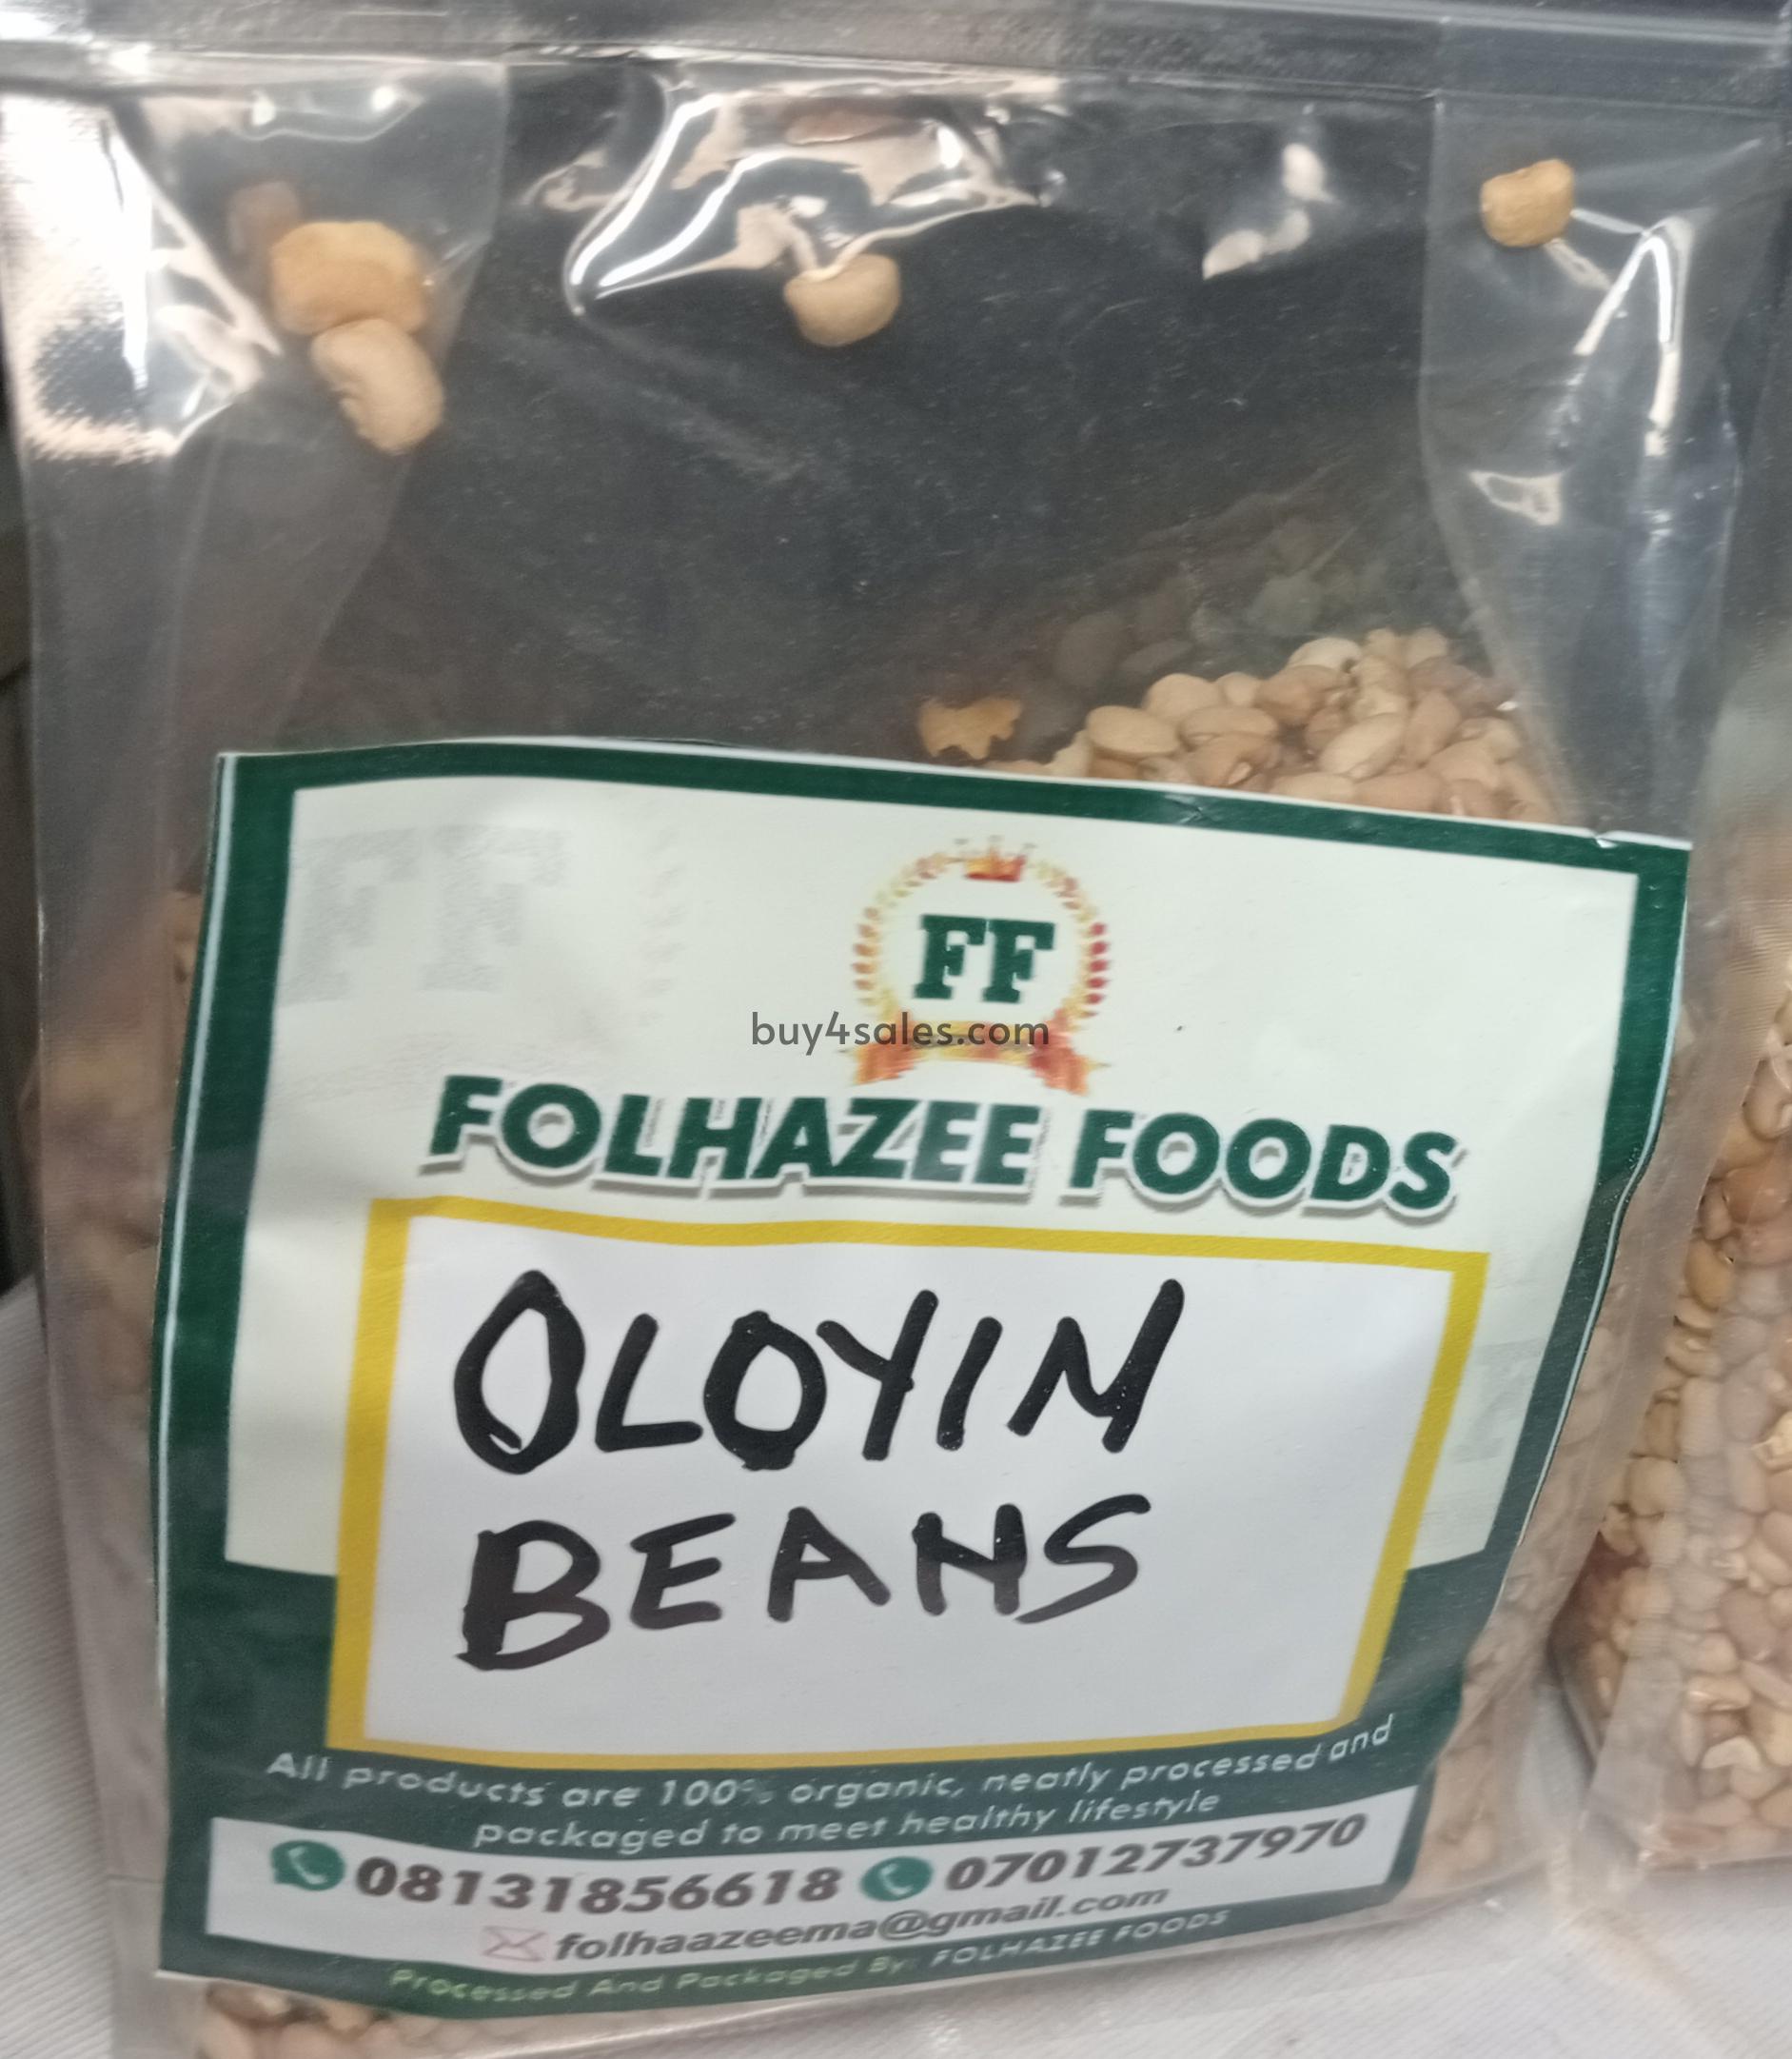 FF
buy4sales.com
FOLHAZEE FOODS
OLOYIN
BEANS
All products are 100% organic, neatly processed and
packaged to meet healthy lifestyle
08131856618 07012737970
folhaazeema@gmail.com
Processed And Packaged By: FOLHAZEE FOODS